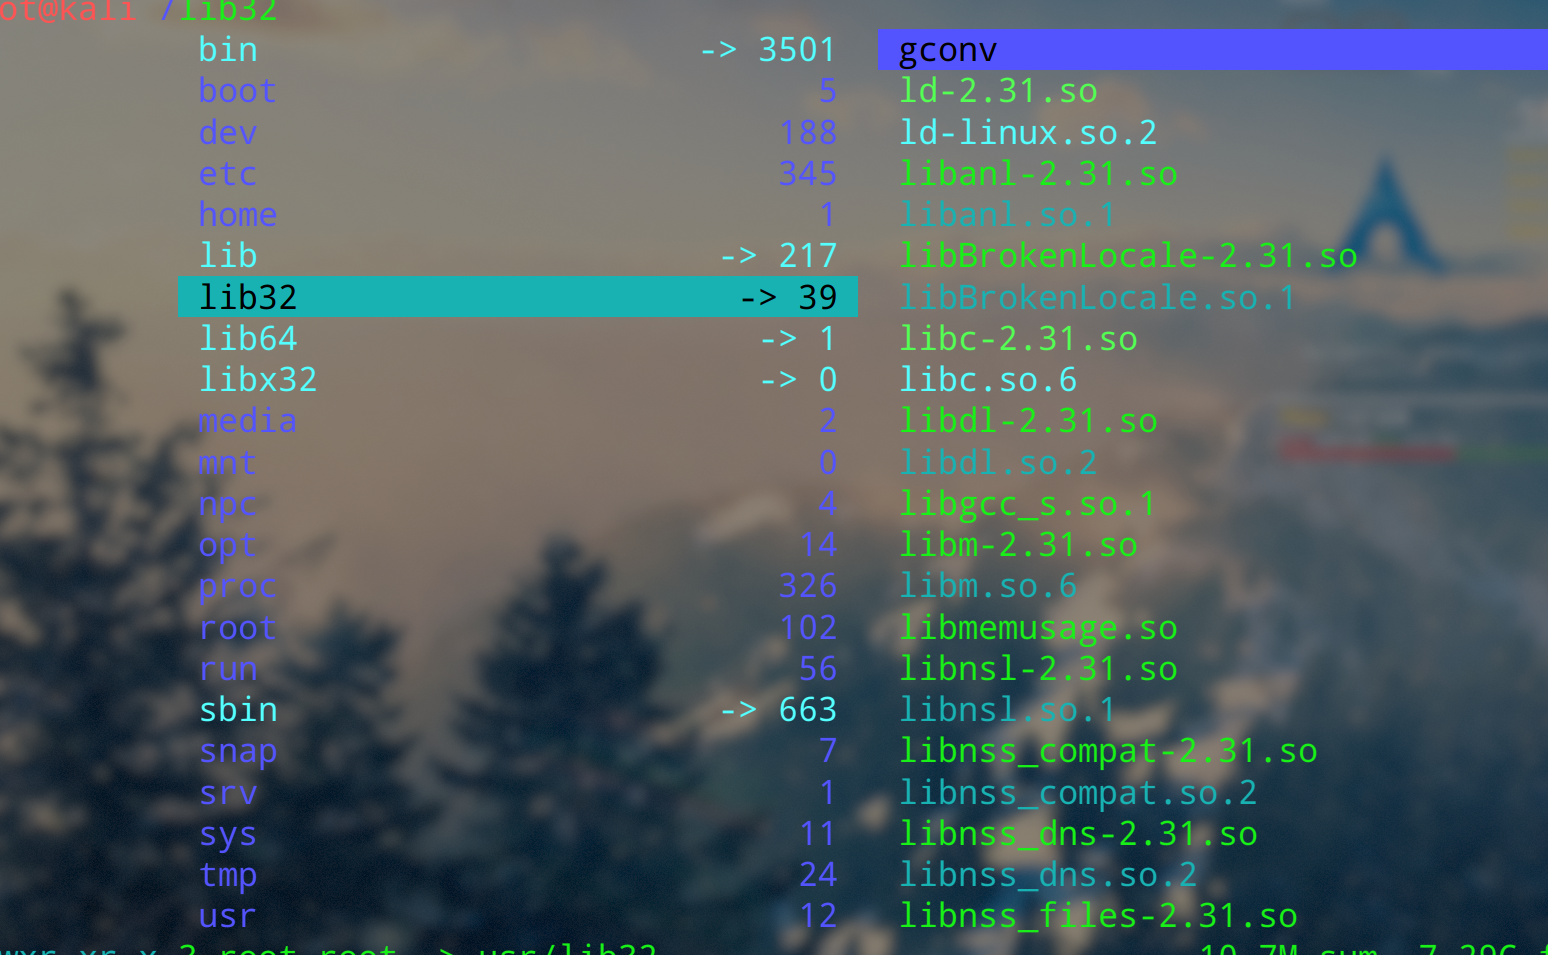 ot@kali /lib32
bin -> 3501 gconv
boot 5 ld-2.31.so
dev 188 ld-linux.so.2
etc 345 libanl-2.31.so
home 1 libanl.so.1
lib -> 217 libBrokenLocale-2.31.so
lib32 -> 39 libBrokenLocale.so.1
lib64 -> 1 libc-2.31.so
libx32 -> 0 libc.so.6
media 2 libdl-2.31.so
mnt 0 libdl.so.2
npc 4 libgcc_s.so.1
opt 14 libm-2.31.so
proc 326 libm.so.6
root 102 libmemusage.so
run 56 libnsl-2.31.so
sbin -> 663 libnsl.so.1
snap 7 libnss_compat-2.31.so
srv 1 libnss_compat.so.2
sys 11 libnss_dns-2.31.so
tmp 24 libnss_dns.so.2
usr 12 libnss_files-2.31.so
wxr-xr-x 3 root root -> usr/lib32 10.7M sum, 7.29G